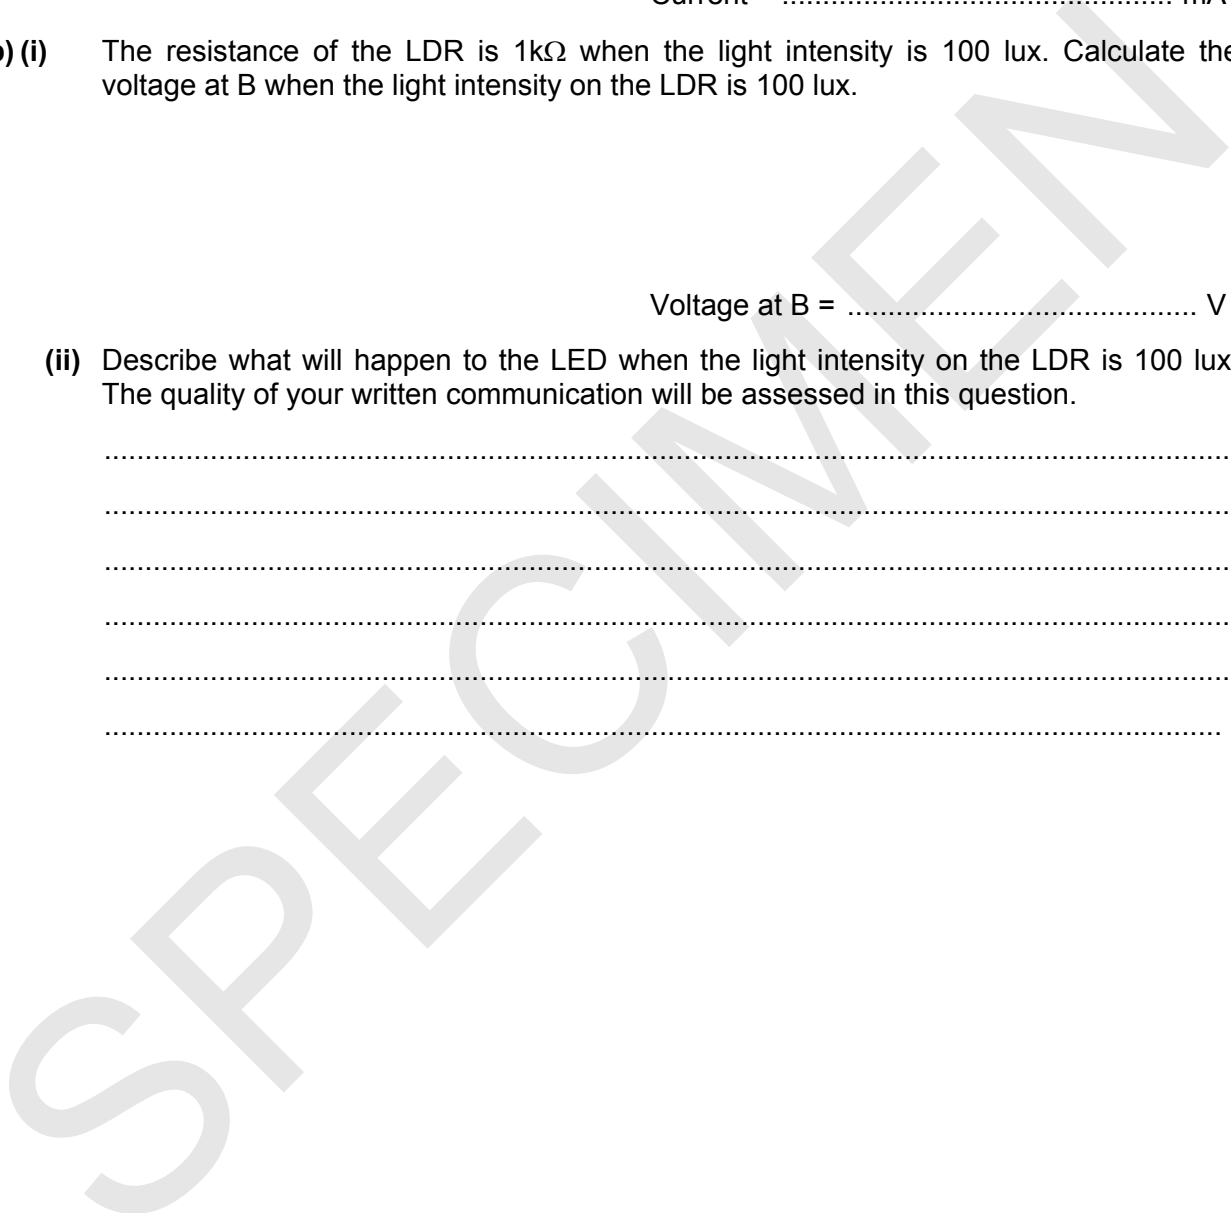 (i) The resistance of the LDR is 1kΩ when the light intensity is 100 lux. Calculate the
voltage at B when the light intensity on the LDR is 100 lux.
Voltage at B = ........................................... V
(ii) Describe what will happen to the LED when the light intensity on the LDR is 100 lux
The quality of your written communication will be assessed in this question.
SPECIMEN